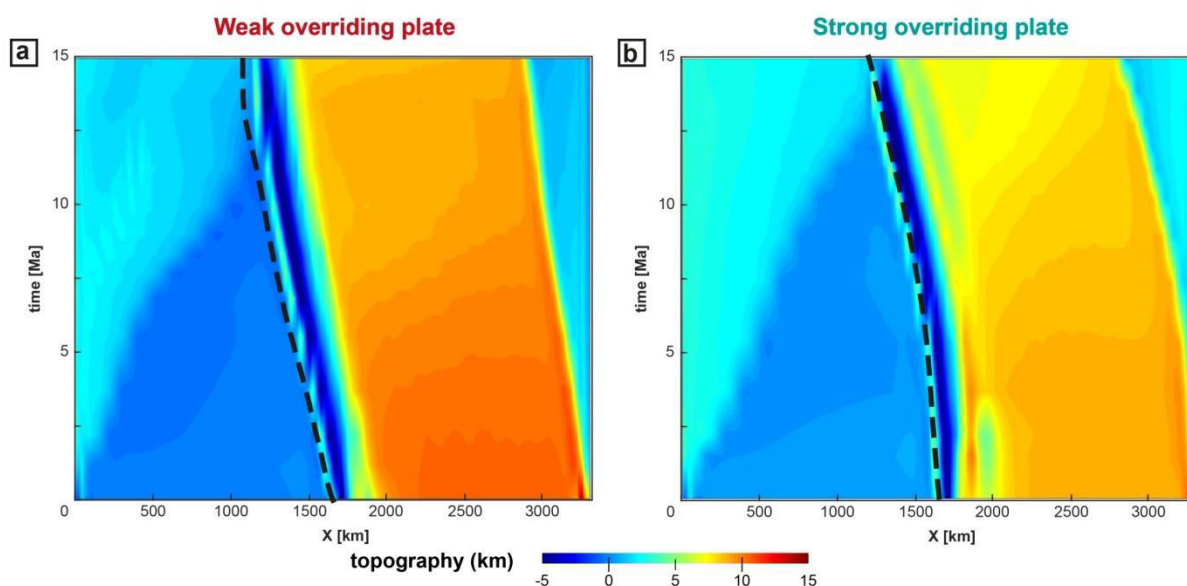 Weak overriding plate
Strong overriding plate
a
b
15
10
5
0
time [Ma]
0 500 1000 1500 2000 2500 3000
X [km]
15
10
5
0
time [Ma]
0 500 1000 1500 2000 2500 3000
X [km]
topography (km)
-5 0 5 10 15